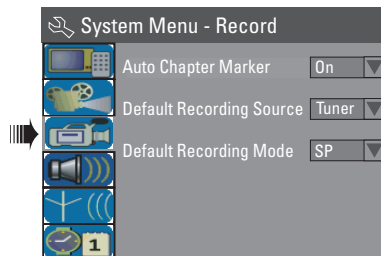 System Menu - Record
Auto Chapter Marker On
Default Recording Source Tuner
Default Recording Mode SP
1